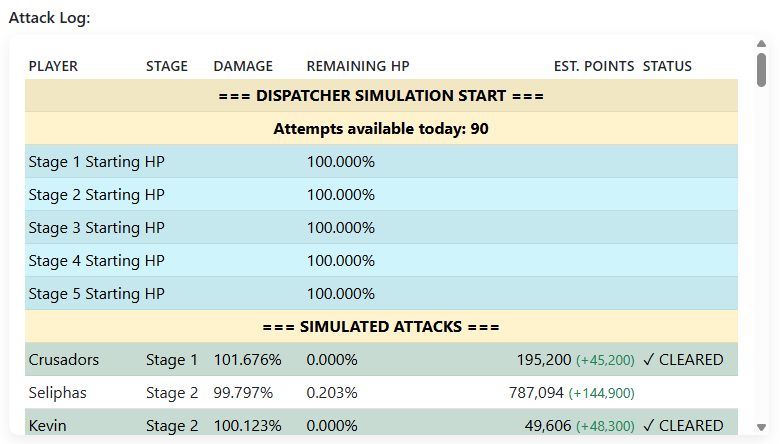 Attack Log:
PLAYER STAGE DAMAGE REMAINING HP EST. POINTS STATUS
=== DISPATCHER SIMULATION START ===
Attempts available today: 90
Stage 1 Starting HP 100.000%
Stage 2 Starting HP 100.000%
Stage 3 Starting HP 100.000%
Stage 4 Starting HP 100.000%
Stage 5 Starting HP 100.000%
=== SIMULATED ATTACKS ===
Crusadors Stage 1 101.676% 0.000% 195,200 (+45,200) ✓ CLEARED
Seliphas Stage 2 99.797% 0.203% 787,094 (+144,900)
Kevin Stage 2 100.123% 0.000% 49,606 (+48,300) ✓ CLEARED